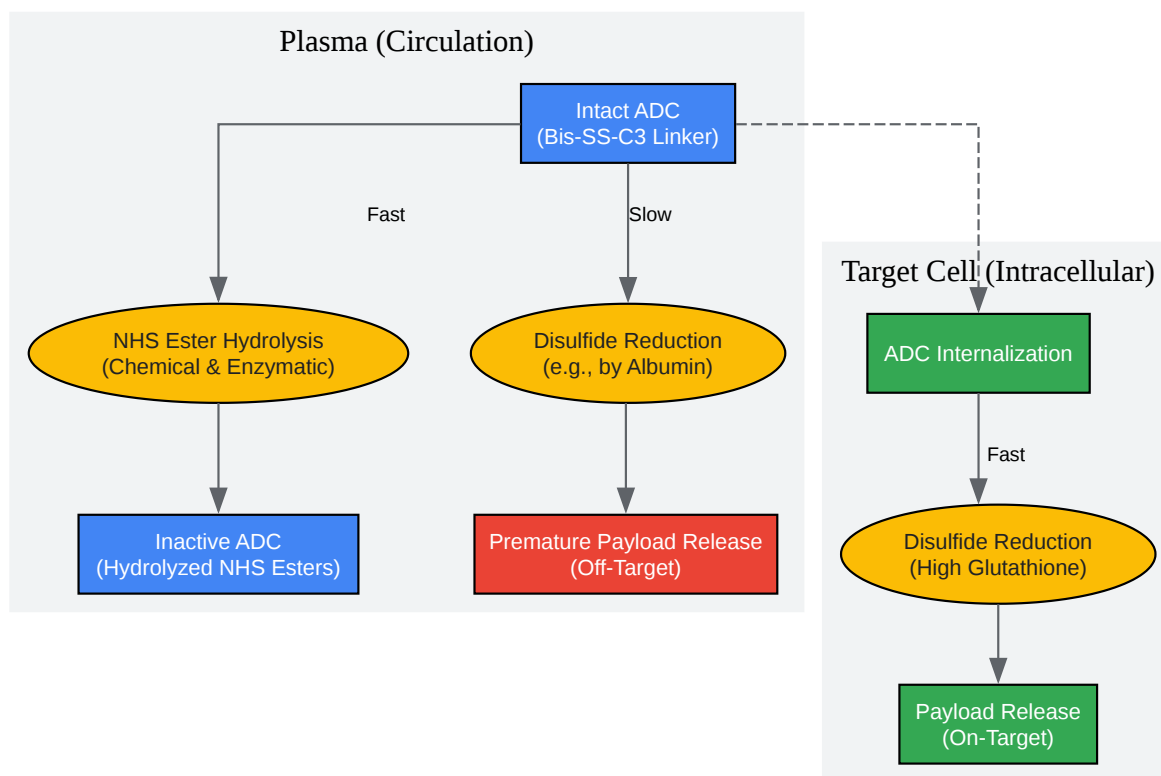 Plasma (Circulation)
Intact ADC
(Bis-SS-C3 Linker)
Fast
Slow
Target Cell (Intracellular)
NHS Ester Hydrolysis
(Chemical & Enzymatic)
Disulfide Reduction
(e.g., by Albumin)
ADC Internalization
Fast
Inactive ADC
(Hydrolyzed NHS Esters)
Premature Payload Release
(Off-Target)
Disulfide Reduction
(High Glutathione)
Payload Release
(On-Target)